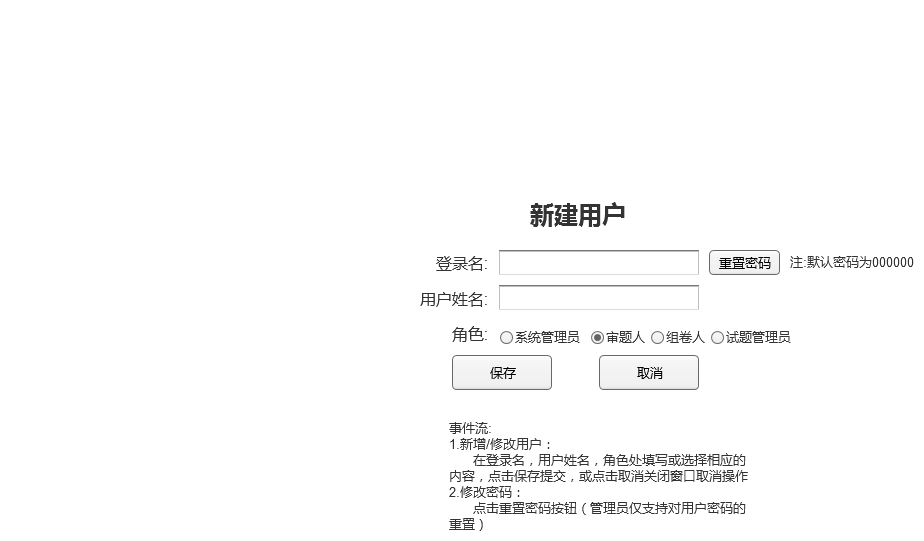 新建用户
登录名:
重置密码
注:默认密码为000000
用户姓名:
角色:
系统管理员
审题人
组卷人
试题管理员
保存
取消
事件流:
1.新增/修改用户：
在登录名，用户姓名，角色处填写或选择相应的
内容，点击保存提交，或点击取消关闭窗口取消操作
2.修改密码：
点击重置密码按钮（管理员仅支持对用户密码的
重置）